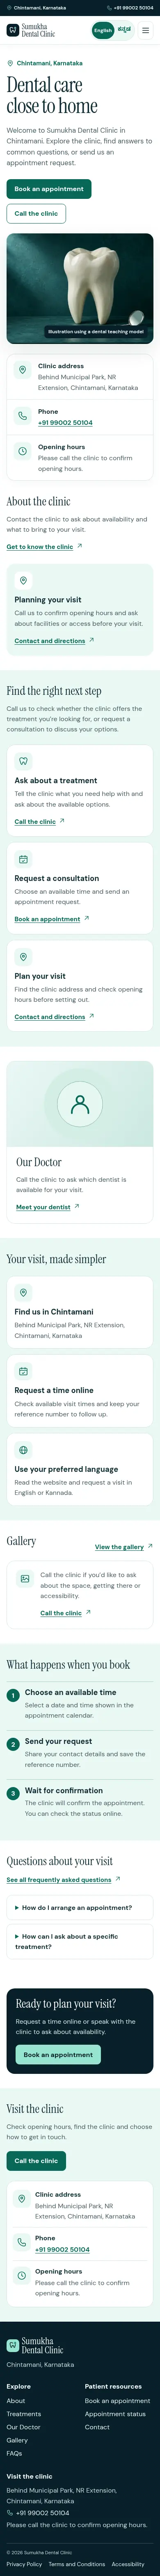 Chintamani, Karnataka
+91 99002 50104
Sumukha
Dental Clinic
English
ಕನ್ನಡ
Chintamani, Karnataka
Dental care
close to home
Welcome to Sumukha Dental Clinic in
Chintamani. Explore the clinic, find answers to
common questions, or send us an
appointment request.
Book an appointment
Call the clinic
Illustration using a dental teaching model
Clinic address
Behind Municipal Park, NR
Extension, Chintamani, Karnataka
Phone
+91 99002 50104
Opening hours
Please call the clinic to confirm
opening hours.
About the clinic
Contact the clinic to ask about availability and
what to bring to your visit.
Get to know the clinic
Planning your visit
Call us to confirm opening hours and ask
about facilities or access before your visit.
Contact and directions
Find the right next step
Call us to check whether the clinic offers the
treatment you're looking for, or request a
consultation to discuss your options.
Ask about a treatment
Tell the clinic what you need help with and
ask about the available options.
Call the clinic
Request a consultation
Choose an available time and send an
appointment request.
Book an appointment
Plan your visit
Find the clinic address and check opening
hours before setting out.
Contact and directions
Our Doctor
Call the clinic to ask which dentist is
available for your visit.
Meet your dentist
Your visit, made simpler
Find us in Chintamani
Behind Municipal Park, NR Extension,
Chintamani, Karnataka
Request a time online
Check available visit times and keep your
reference number to follow up.
Use your preferred language
Read the website and request a visit in
English or Kannada.
Gallery
View the gallery
Call the clinic if you'd like to ask
about the space, getting there or
accessibility.
Call the clinic
What happens when you book
1
Choose an available time
Select a date and time shown in the
appointment calendar.
2
Send your request
Share your contact details and save the
reference number.
3
Wait for confirmation
The clinic will confirm the appointment.
You can check the status online.
Questions about your visit
See all frequently asked questions
How do I arrange an appointment?
How can I ask about a specific
treatment?
Ready to plan your visit?
Request a time online or speak with the
clinic to ask about availability.
Book an appointment
Visit the clinic
Check opening hours, find the clinic and choose
how to get in touch.
Call the clinic
Clinic address
Behind Municipal Park, NR
Extension, Chintamani, Karnataka
Phone
+91 99002 50104
Opening hours
Please call the clinic to confirm
opening hours.
Sumukha
Dental Clinic
Chintamani, Karnataka
Explore
About
Treatments
Our Doctor
Gallery
FAQs
Patient resources
Book an appointment
Appointment status
Contact
Visit the clinic
Behind Municipal Park, NR Extension,
Chintamani, Karnataka
+91 99002 50104
Please call the clinic to confirm opening hours.
© 2026 Sumukha Dental Clinic
Privacy Policy
Terms and Conditions
Accessibility